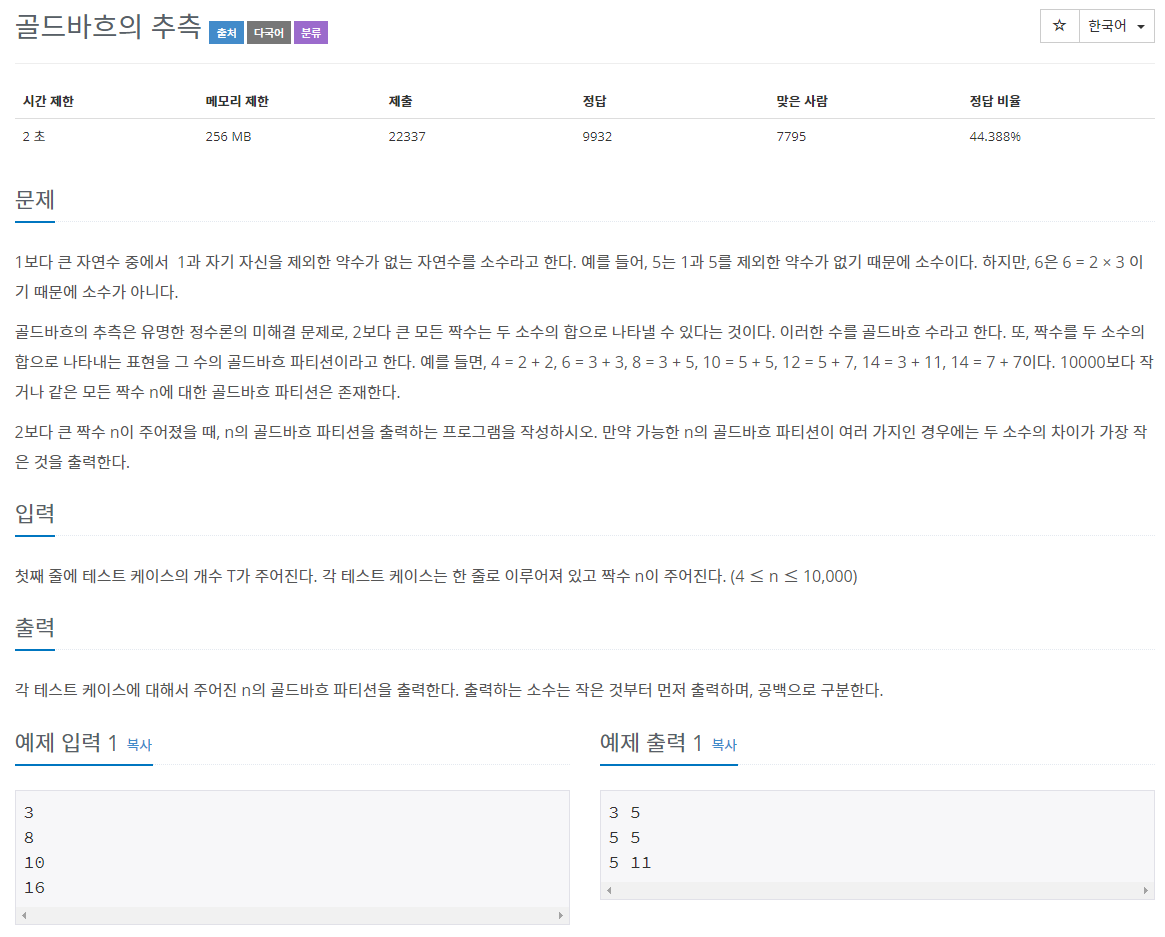 골드바흐의 추측 출처 다국어 분류
☆ 한국어
시간 제한 메모리 제한 제출 정답 맞은 사람 정답 비율
2 초 256 MB 22337 9932 7795 44.388%
문제
1보다 큰 자연수 중에서  1과 자기 자신을 제외한 약수가 없는 자연수를 소수라고 한다. 예를 들어, 5는 1과 5를 제외한 약수가 없기 때문에 소수이다. 하지만, 6은 6 = 2 × 3 이
기 때문에 소수가 아니다.
골드바흐의 추측은 유명한 정수론의 미해결 문제로, 2보다 큰 모든 짝수는 두 소수의 합으로 나타낼 수 있다는 것이다. 이러한 수를 골드바흐 수라고 한다. 또, 짝수를 두 소수의
합으로 나타내는 표현을 그 수의 골드바흐 파티션이라고 한다. 예를 들면, 4 = 2 + 2, 6 = 3 + 3, 8 = 3 + 5, 10 = 5 + 5, 12 = 5 + 7, 14 = 3 + 11, 14 = 7 + 7이다. 10000보다 작
거나 같은 모든 짝수 n에 대한 골드바흐 파티션은 존재한다.
2보다 큰 짝수 n이 주어졌을 때, n의 골드바흐 파티션을 출력하는 프로그램을 작성하시오. 만약 가능한 n의 골드바흐 파티션이 여러 가지인 경우에는 두 소수의 차이가 가장 작
은 것을 출력한다.
입력
첫째 줄에 테스트 케이스의 개수 T가 주어진다. 각 테스트 케이스는 한 줄로 이루어져 있고 짝수 n이 주어진다. (4 ≤ n ≤ 10,000)
출력
각 테스트 케이스에 대해서 주어진 n의 골드바흐 파티션을 출력한다. 출력하는 소수는 작은 것부터 먼저 출력하며, 공백으로 구분한다.
예제 입력 1 복사
3
8
10
16
예제 출력 1 복사
3 5
5 5
5 11